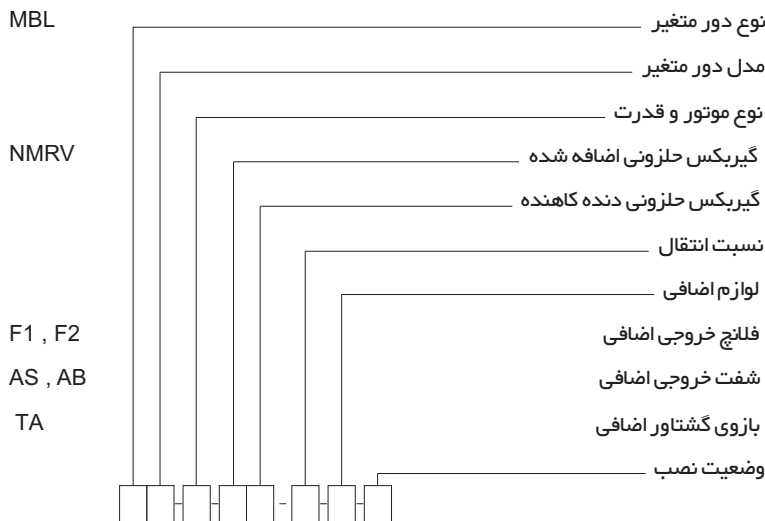 نوع دور متغیر MBL
مدل دور متغیر
نوع موتور و قدرت
گیربکس حلزونی اضافه شده NMRV
گیربکس حلزونی دنده کاهنده
نسبت انتقال
لوازم اضافی
فلانچ خروجی اضافی F1 , F2
شفت خروجی اضافی AS , AB
بازوی گشتاور اضافی TA
وضعیت نصب